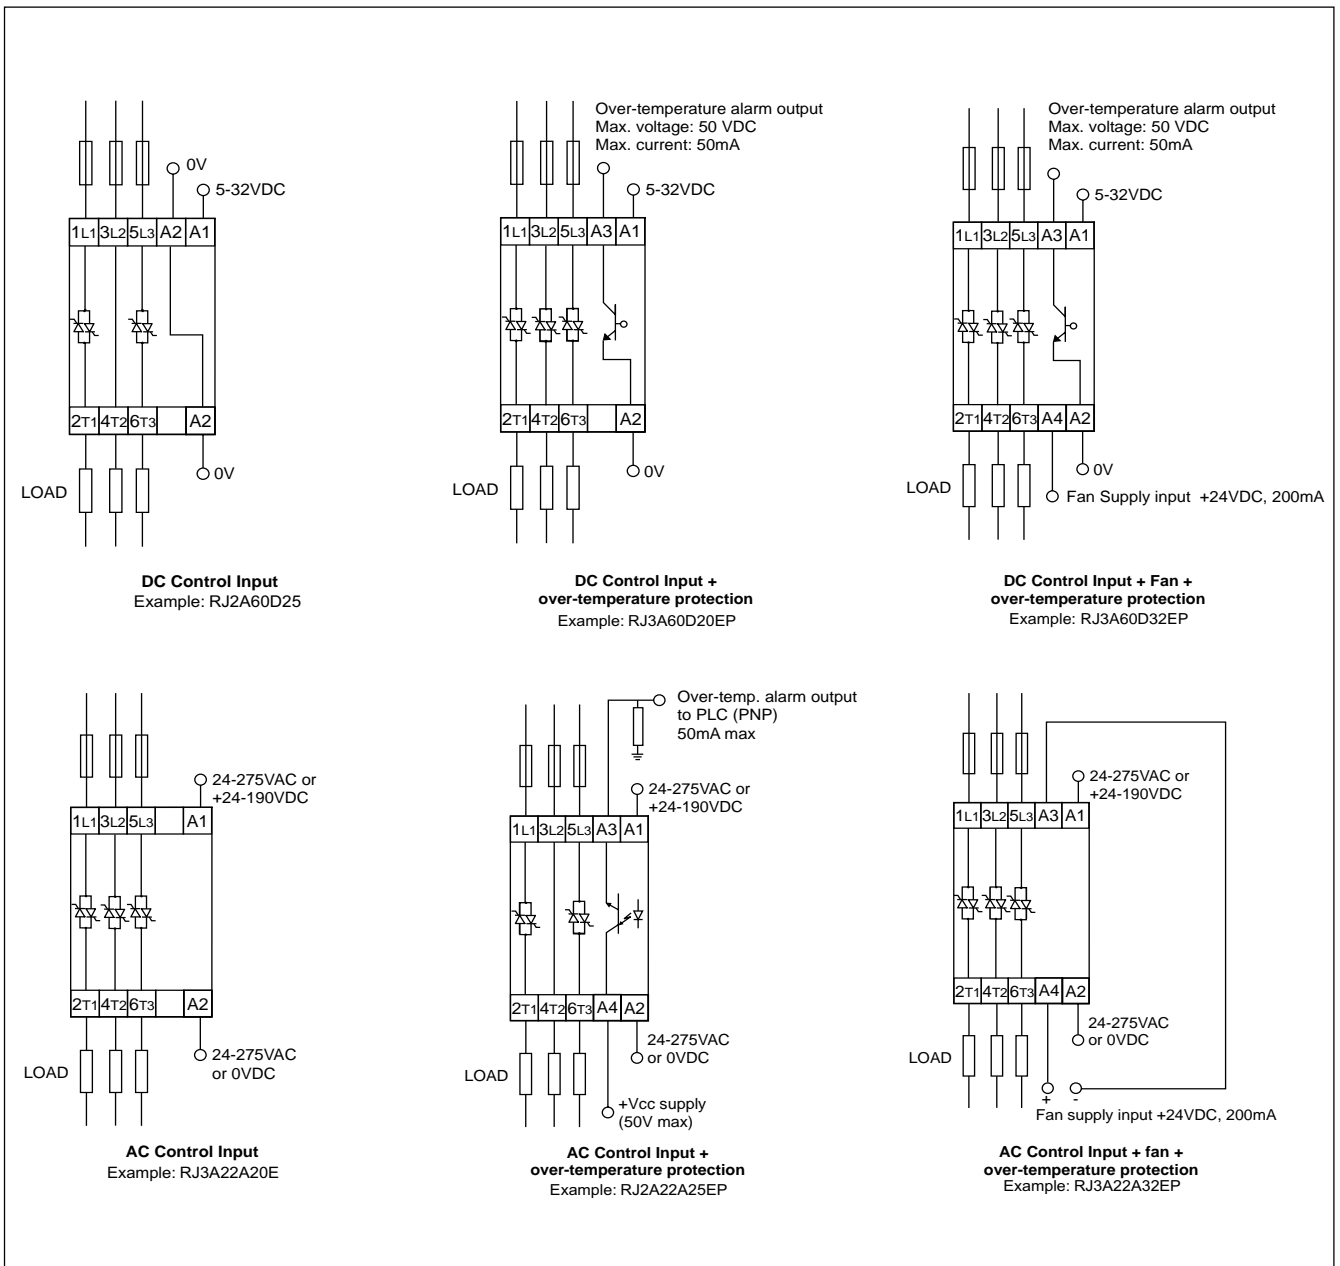 0V
5-32VDC
1L1 3L2 5L3 A2 A1
2T1 4T2 6T3 A2
LOAD
0V
DC Control Input
Example: RJ2A60D25
Over-temperature alarm output
Max. voltage: 50 VDC
Max. current: 50mA
5-32VDC
1L1 3L2 5L3 A3 A1
2T1 4T2 6T3 A2
LOAD
0V
DC Control Input +
over-temperature protection
Example: RJ3A60D20EP
Over-temperature alarm output
Max. voltage: 50 VDC
Max. current: 50mA
5-32VDC
1L1 3L2 5L3 A3 A1
2T1 4T2 6T3 A4 A2
LOAD
0V
Fan Supply input +24VDC, 200mA
DC Control Input + Fan +
over-temperature protection
Example: RJ3A60D32EP
24-275VAC or
+24-190VDC
1L1 3L2 5L3 A1
2T1 4T2 6T3 A2
LOAD
24-275VAC
or 0VDC
AC Control Input
Example: RJ3A22A20E
Over-temp. alarm output
to PLC (PNP)
50mA max
24-275VAC or
+24-190VDC
1L1 3L2 5L3 A3 A1
2T1 4T2 6T3 A4 A2
24-275VAC
or 0VDC
LOAD
+Vcc supply
(50V max)
AC Control Input +
over-temperature protection
Example: RJ2A22A25EP
24-275VAC or
+24-190VDC
1L1 3L2 5L3 A3 A1
2T1 4T2 6T3 A4 A2
24-275VAC
or 0VDC
LOAD
+ -
Fan supply input +24VDC, 200mA
AC Control Input + fan +
over-temperature protection
Example: RJ3A22A32EP